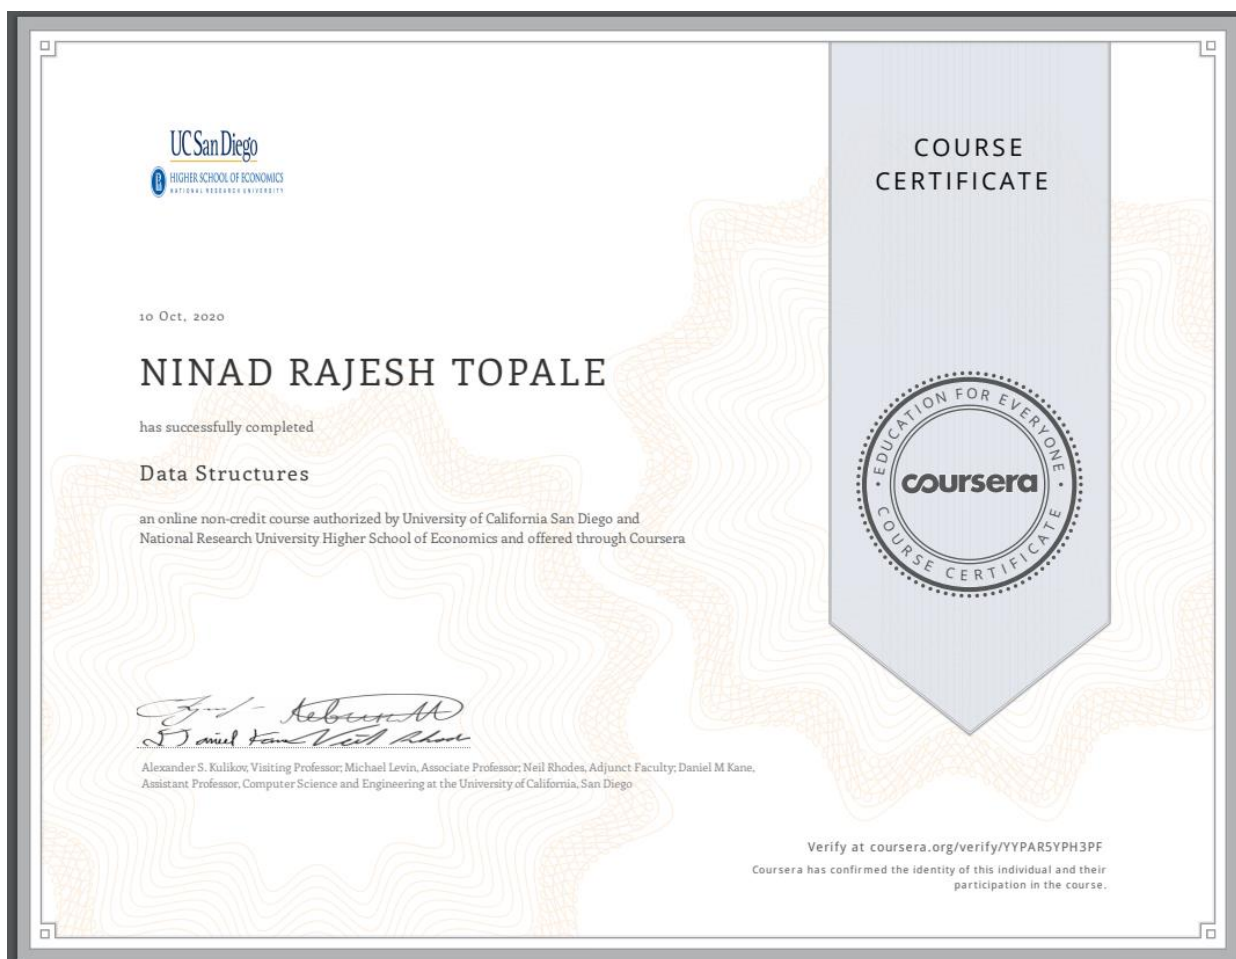 UC San Diego
HIGHER SCHOOL OF ECONOMICS
NATIONAL RESEARCH UNIVERSITY
COURSE
CERTIFICATE
10 Oct, 2020
NINAD RAJESH TOPALE
has successfully completed
Data Structures
an online non-credit course authorized by University of California San Diego and
National Research University Higher School of Economics and offered through Coursera
EDUCATION FOR EVERYONE
coursera
COURSE CERTIFICATE
Alexander S. Kulikov, Visiting Professor; Michael Levin, Associate Professor; Neil Rhodes, Adjunct Faculty; Daniel M Kane,
Assistant Professor, Computer Science and Engineering at the University of California, San Diego
Verify at coursera.org/verify/YYPAR5YPH3PF
Coursera has confirmed the identity of this individual and their
participation in the course.